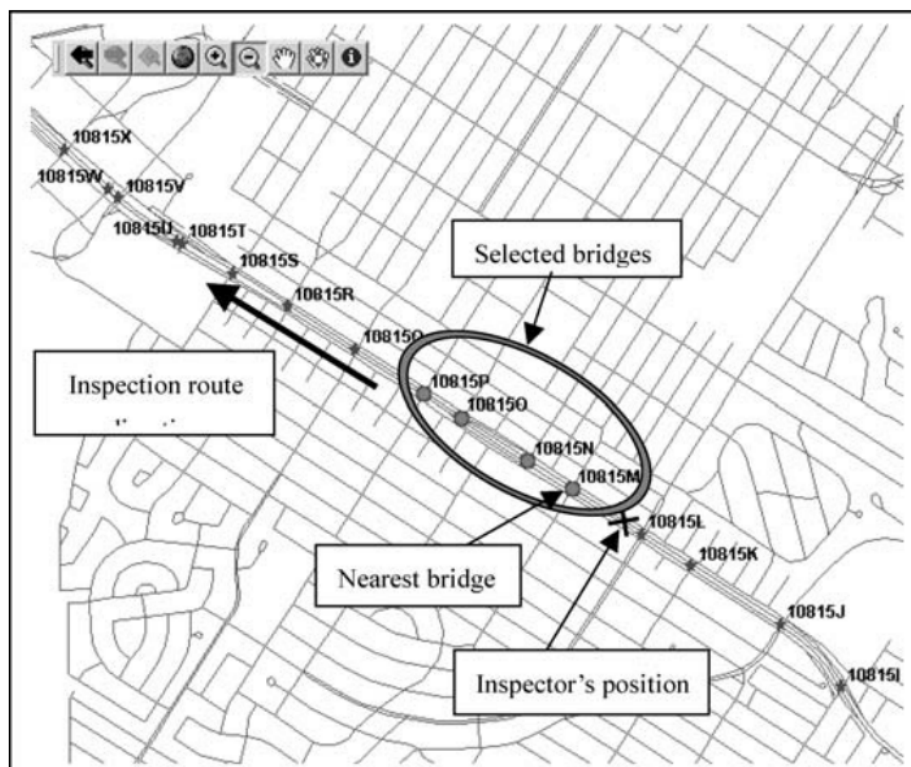 10815X
10815W
10815V
10815U
10815T
10815S
10815R
Selected bridges
Inspection route
10815P
10815O
10815N
10815M
10815L
10815K
Nearest bridge
10815J
Inspector's position
10815I